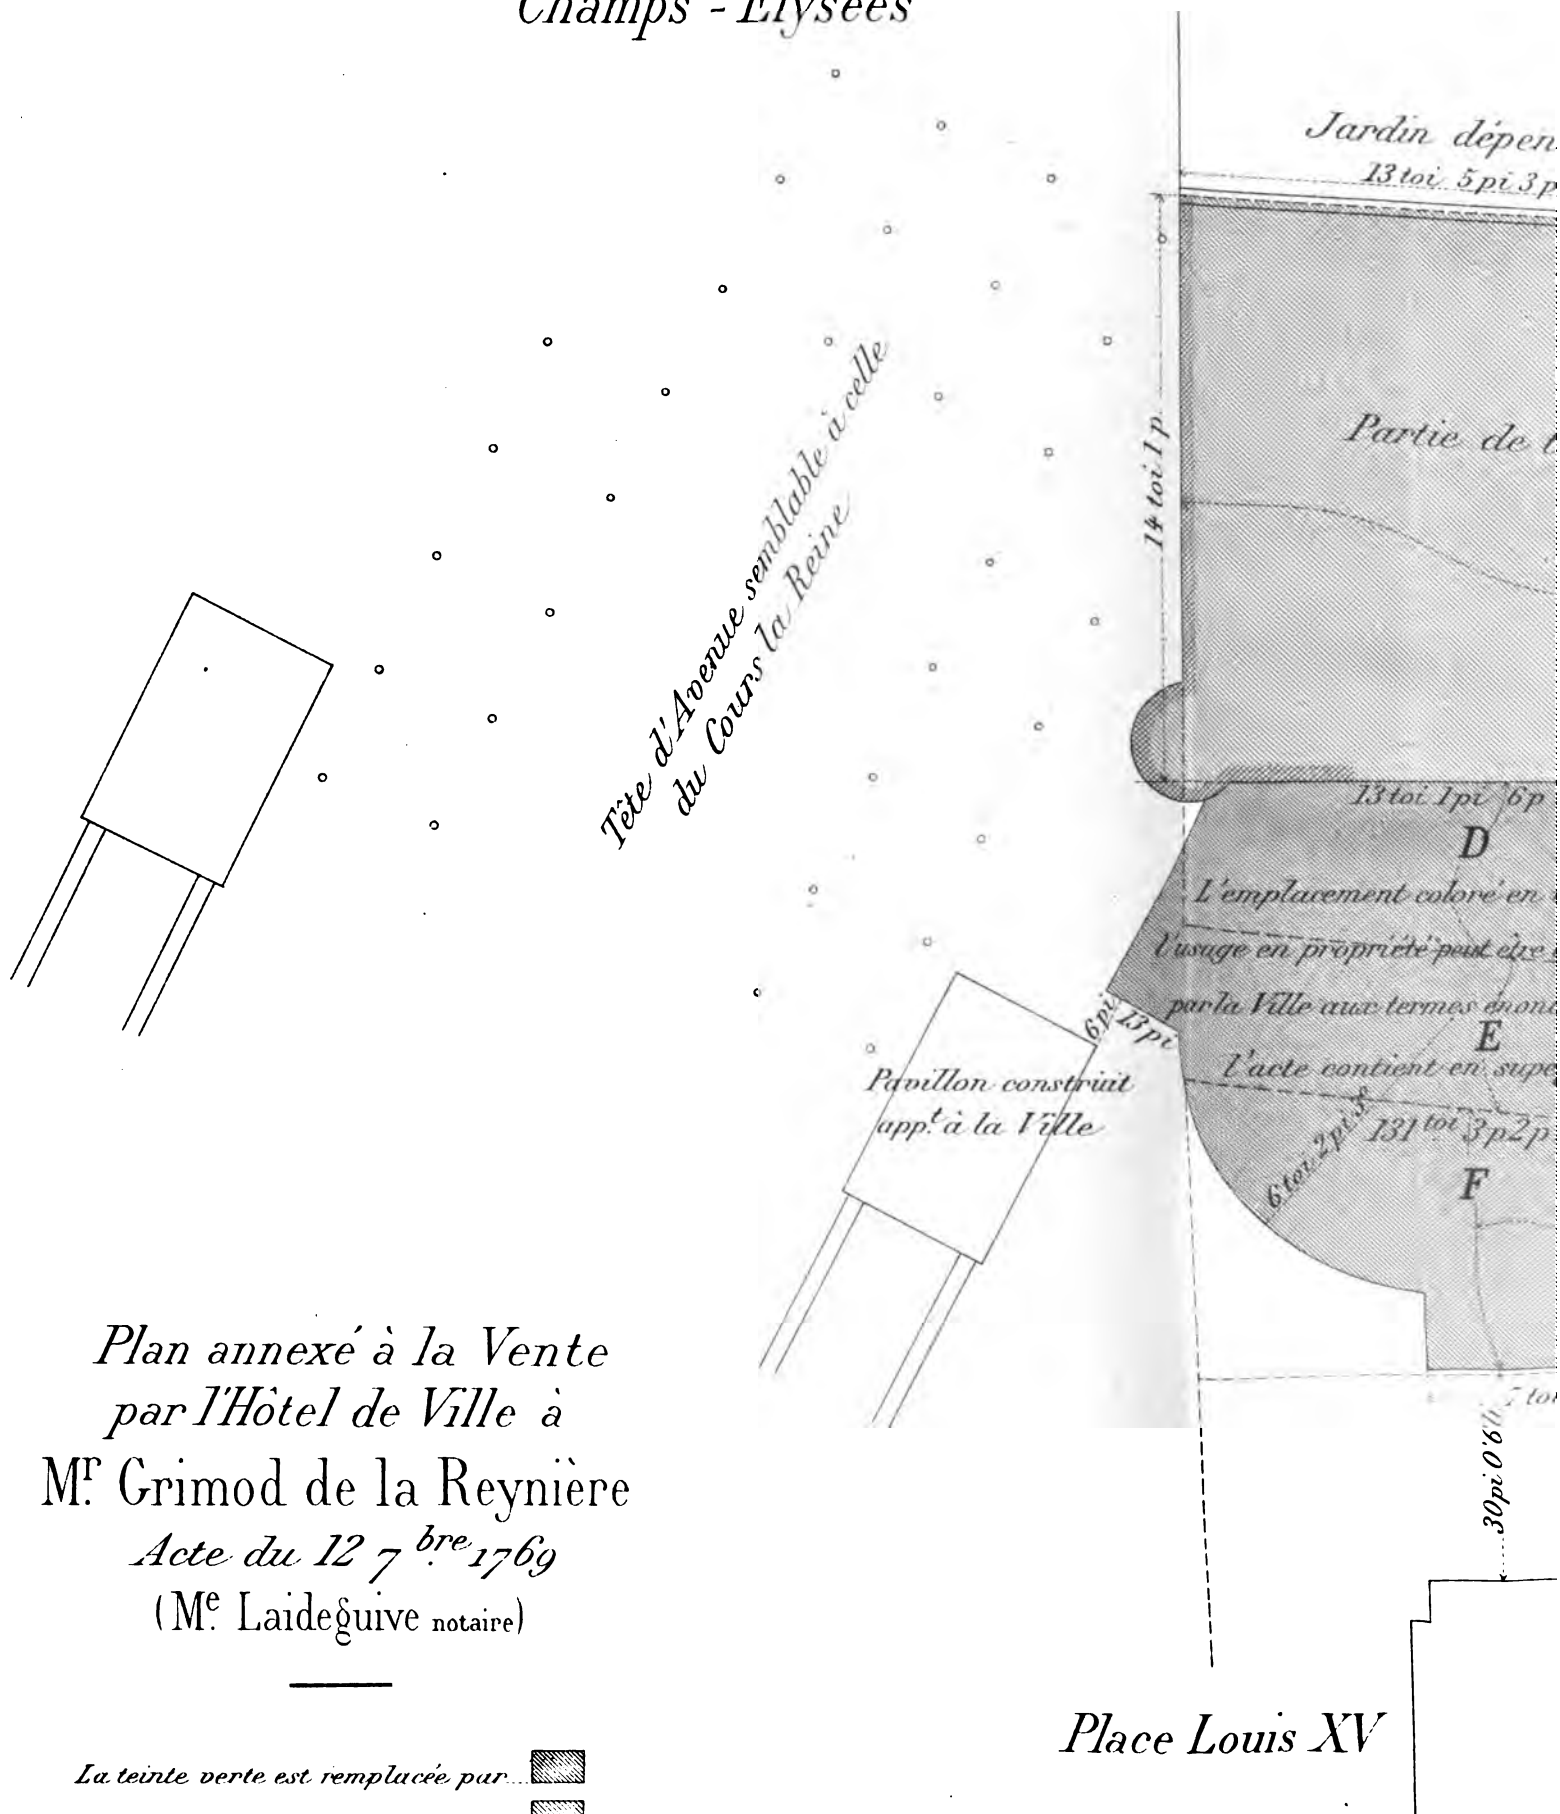 Champs - Elysées
Jardin dépen
13 toi 5 pi 3 p
Partie de
14 toi 1 p
Tête d'Avenue semblable à celle
du Cours la Reine
13 toi 1 pi 6 p
D
L'emplacement coloré en
l'usage en propriété peut être
par la Ville aux termes énonc
E
l'acte contient en supe
131 toi 3 p 2 p
F
6 pi
13 pi
6 toi 2 pi 3
Pavillon construit
app.t à la Ville
30 pi 0.6
Plan annexé à la Vente
par l'Hôtel de Ville à
Mr. Grimod de la Reynière
Acte du 12 7 bre 1769
(Me. Laideguive notaire)
Place Louis XV
La teinte verte est remplacée par